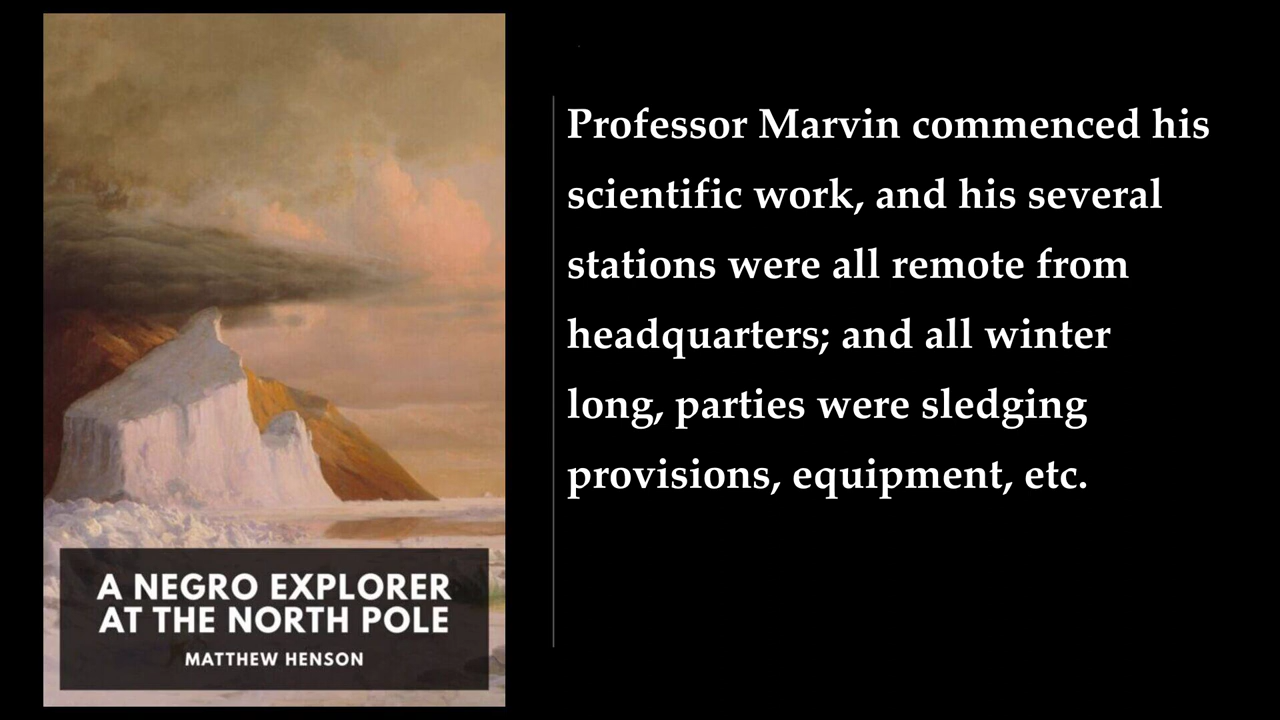 A NEGRO EXPLORER
AT THE NORTH POLE
MATTHEW HENSON
Professor Marvin commenced his
scientific work, and his several
stations were all remote from
headquarters; and all winter
long, parties were sledging
provisions, equipment, etc.